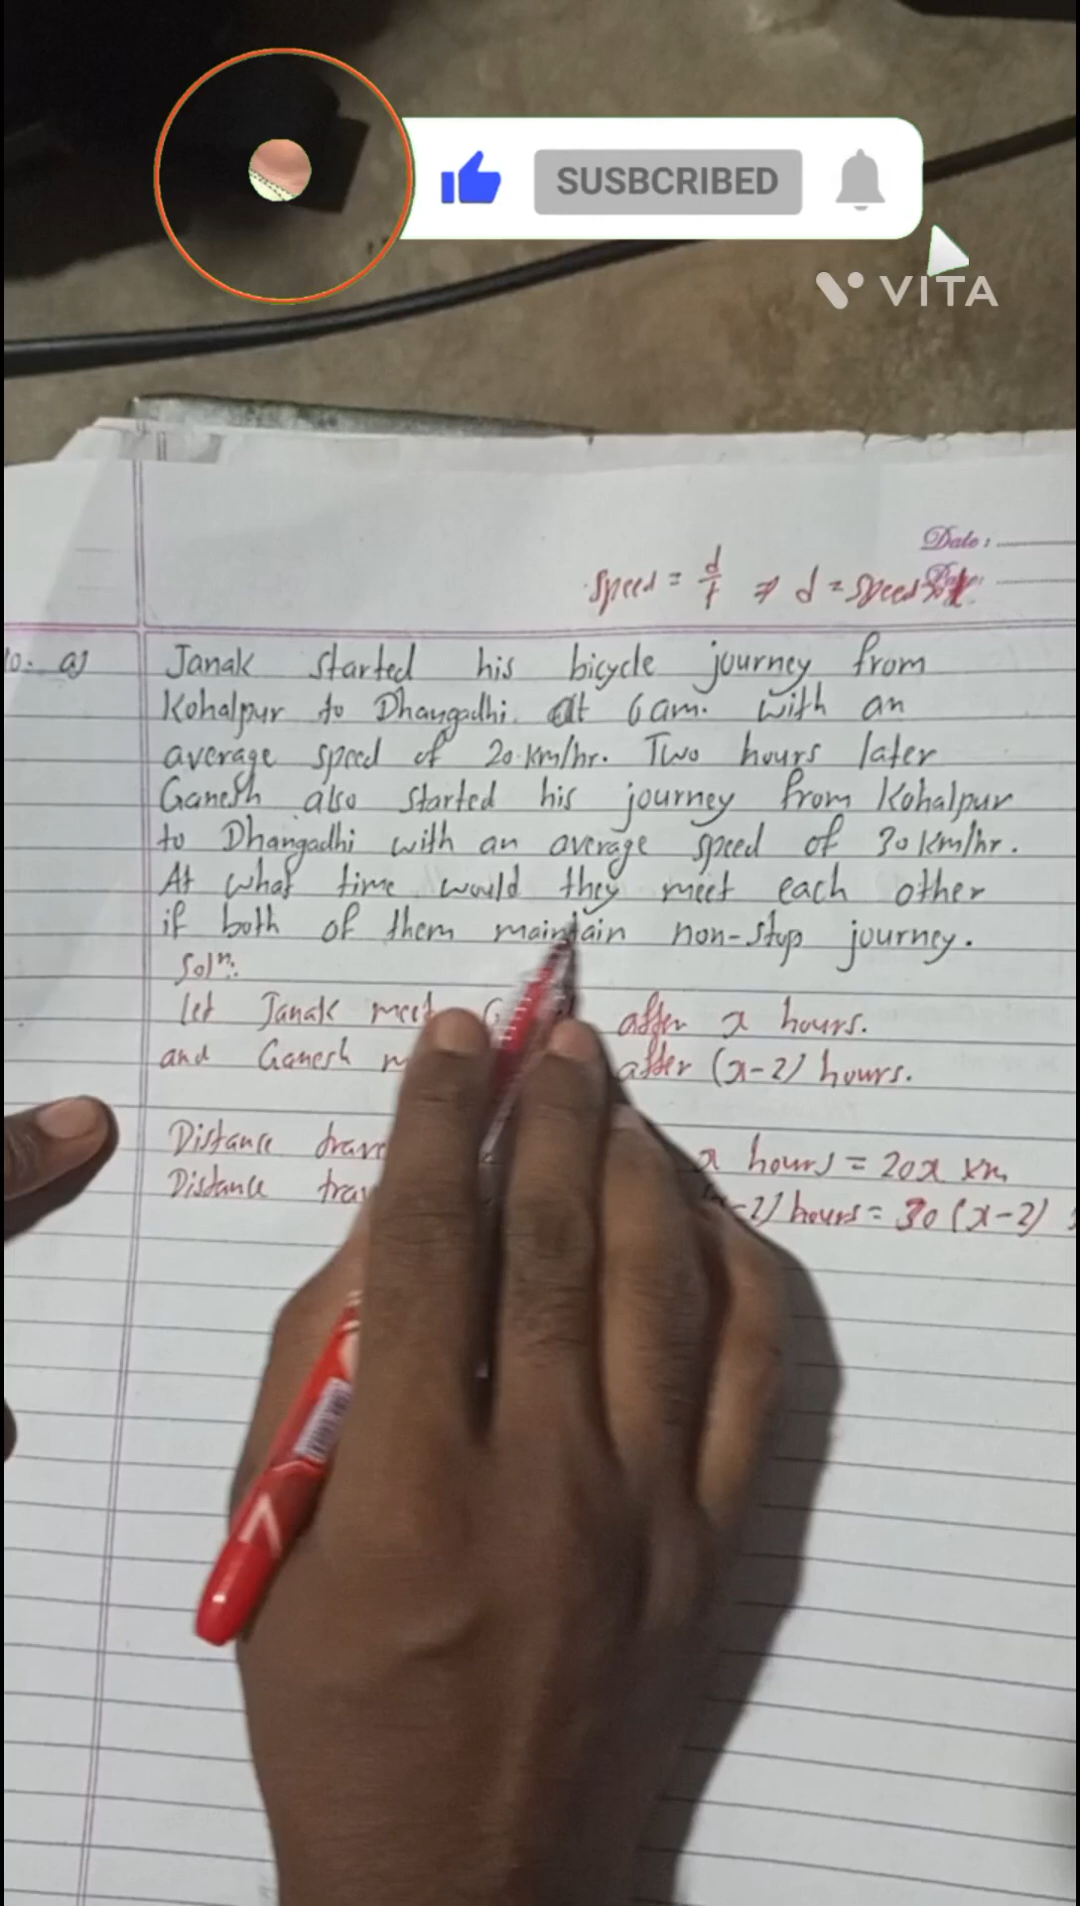 SUSBCRIBED
VITA
Date:
speed = d/t ⇒ d = speed × t
10. a) Janak started his bicycle journey from
Kohalpur to Dhangadhi. at 6 am. with an
average speed of 20 km/hr. Two hours later
Ganesh also started his journey from Kohalpur
to Dhangadhi with an average speed of 30 km/hr.
At what time would they meet each other
if both of them maintain non-stop journey.
Solⁿ:
let Janak meet after x hours.
and Ganesh after (x-2) hours.
Distance x hours = 20x km
Distance -2) hours = 30(x-2)